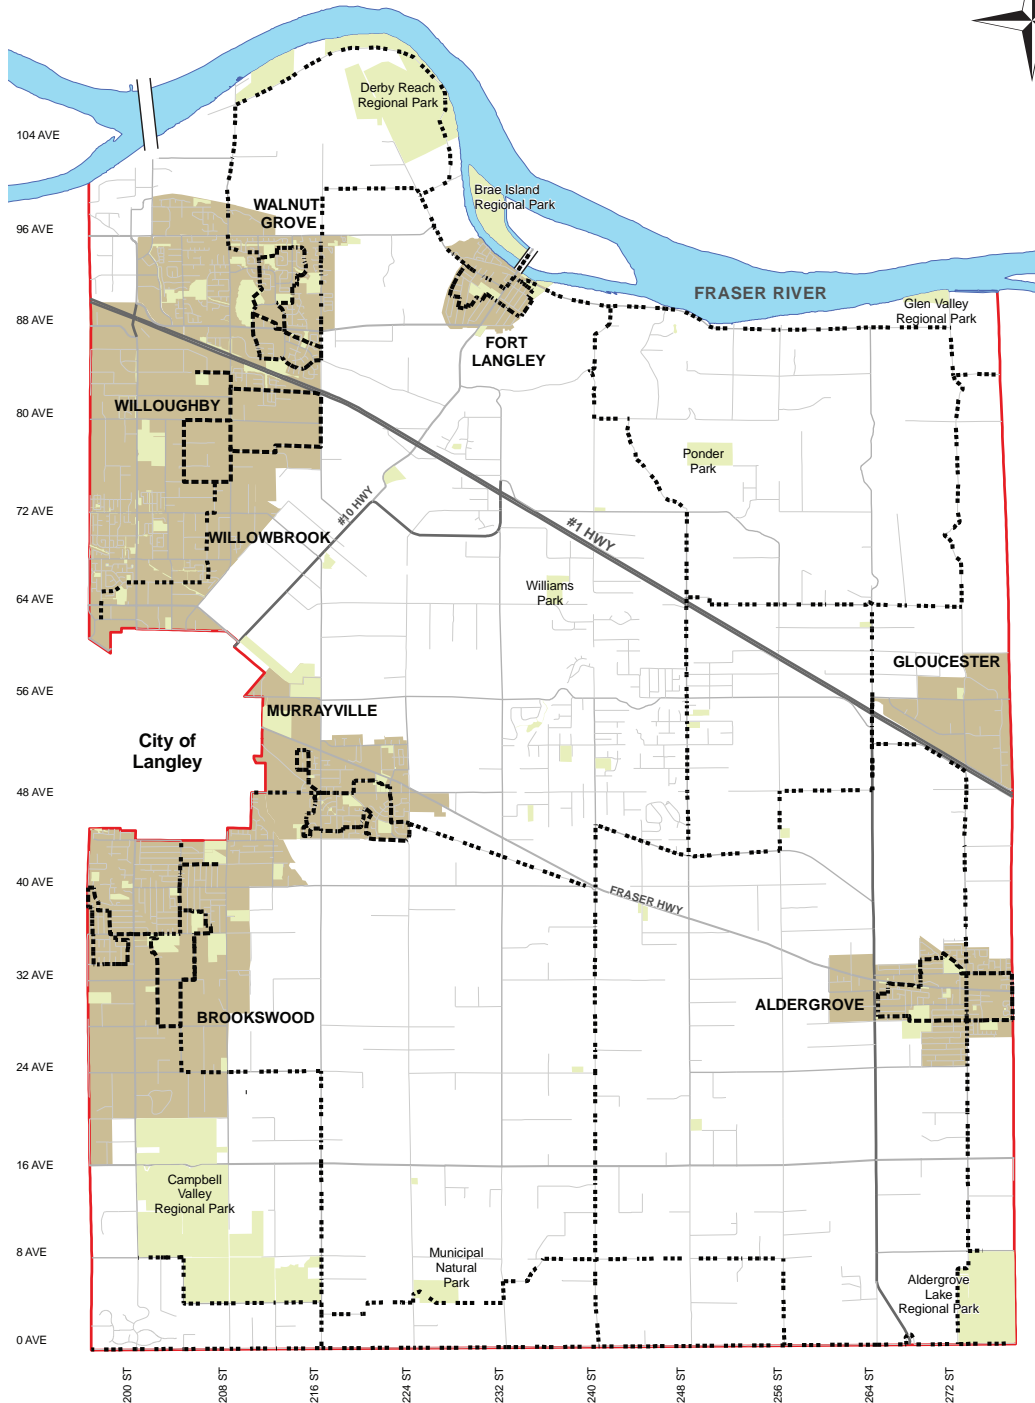 Derby Reach
Regional Park
104 AVE
Brae Island
Regional Park
WALNUT
GROVE
96 AVE
FRASER RIVER
Glen Valley
Regional Park
88 AVE
FORT
LANGLEY
WILLOUGHBY
80 AVE
Ponder
Park
#10 HWY
72 AVE
#1 HWY
WILLOWBROOK
Williams
Park
64 AVE
GLOUCESTER
56 AVE
MURRAYVILLE
City of
Langley
48 AVE
40 AVE
FRASER HWY
32 AVE
ALDERGROVE
BROOKSWOOD
24 AVE
16 AVE
Campbell
Valley
Regional Park
8 AVE
Municipal
Natural
Park
Aldergrove
Lake
Regional Park
0 AVE
200 ST
208 ST
216 ST
224 ST
232 ST
240 ST
248 ST
256 ST
264 ST
272 ST